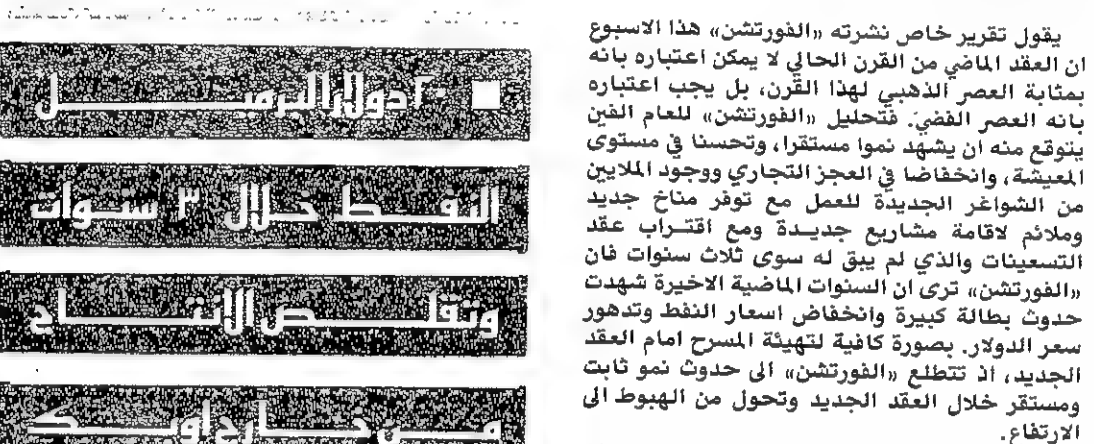 يقول تقرير خاص نشرته «الفورتشن» هذا الاسبوع
ان العقد الماضي من القرن الحالي لا يمكن اعتباره بانه
بمثابة العصر الذهبي لهذا القرن، بل يجب اعتباره
بانه العصر الفضي. فتحليل «الفورتشن» للعام الفين
يتوقع منه ان يشهد نموا مستقرا، وتحسنا في مستوى
المعيشة، وانخفاضا في العجز التجاري ووجود الملايين
من الشواغر الجديدة للعمل مع توفر مناخ جديد
وملائم لاقامة مشاريع جديدة ومع اقتراب عقد
التسعينات والذي لم يبق له سوى ثلاث سنوات فان
«الفورتشن» ترى ان السنوات الماضية الاخيرة شهدت
حدوث بطالة كبيرة وانخفاض اسعار النفط وتدهور
سعر الدولار. بصورة كافية لتهيئة المسرح امام العقد
الجديد، اذ تتطلع «الفورتشن» الى حدوث نمو ثابت
ومستقر خلال العقد الجديد وتحول من الهبوط الى
الارتفاع.
٢٠ دولارا لبرميل
النفط خلال ٣ سنوات
وتقلص الانتاج
من خارج اوبك